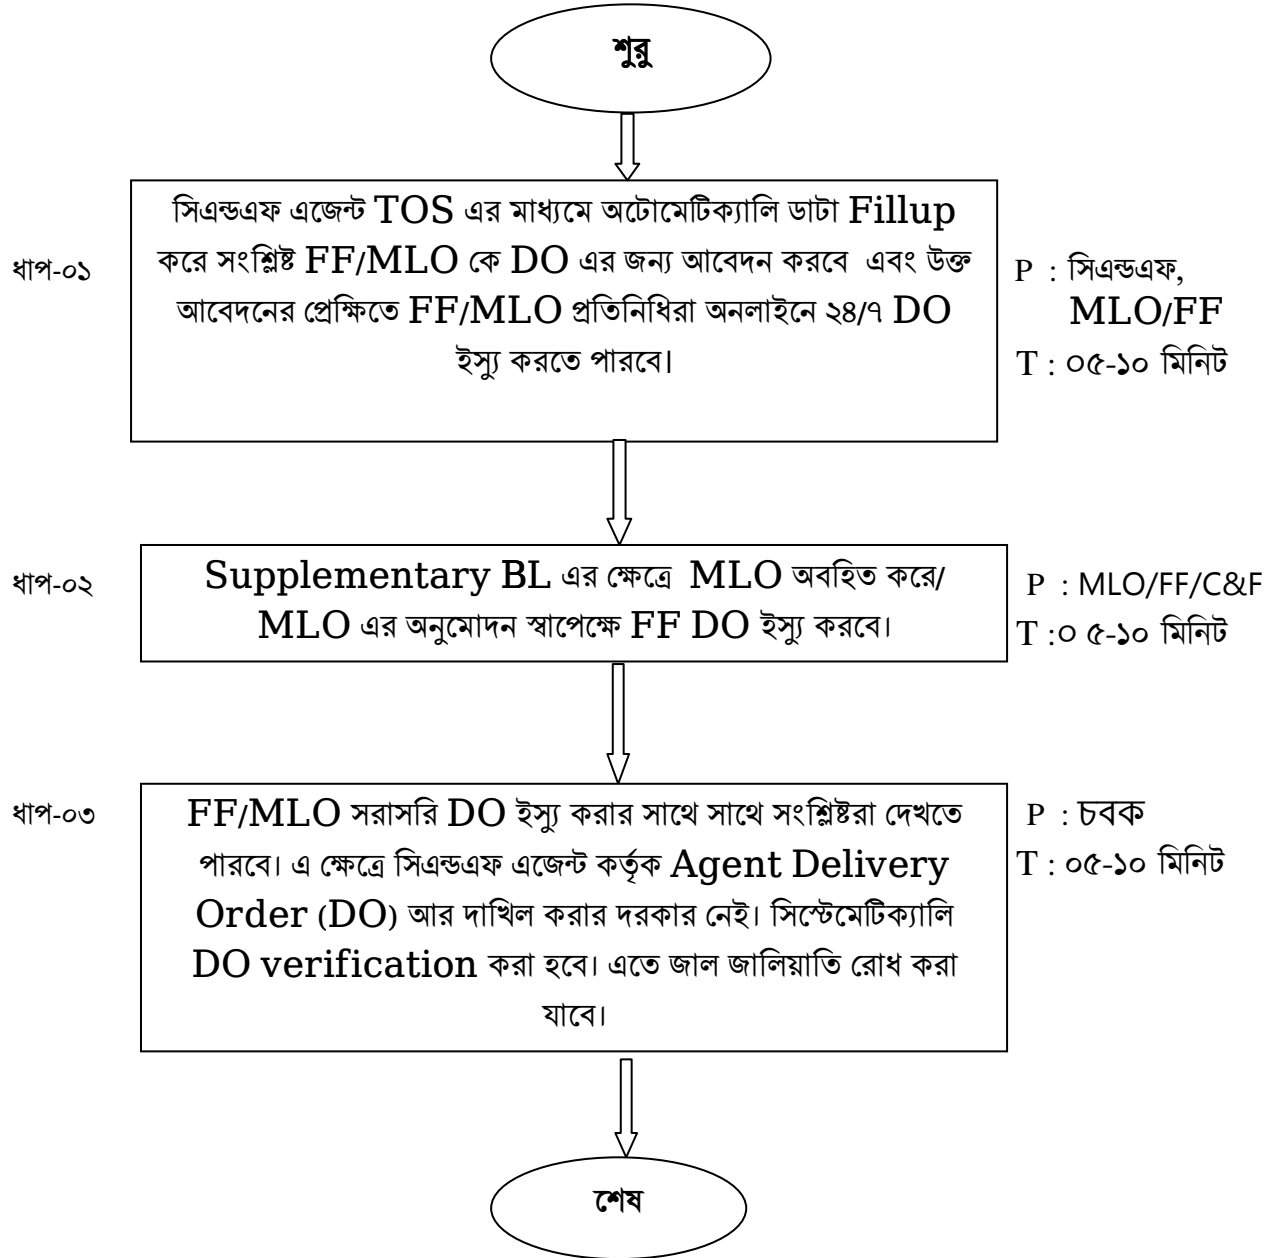 শুরু
ধাপ-০১
সিএন্ডএফ এজেন্ট TOS এর মাধ্যমে অটোমেটিক্যালি ডাটা Fillup
করে সংশ্লিষ্ট FF/MLO কে DO এর জন্য আবেদন করবে এবং উক্ত
আবেদনের প্রেক্ষিতে FF/MLO প্রতিনিধিরা অনলাইনে ২৪/৭ DO
ইস্যু করতে পারবে।
P : সিএন্ডএফ,
MLO/FF
T : ০৫-১০ মিনিট
ধাপ-০২
Supplementary BL এর ক্ষেত্রে MLO অবহিত করে/
MLO এর অনুমোদন স্বাপেক্ষে FF DO ইস্যু করবে।
P : MLO/FF/C&F
T :০ ৫-১০ মিনিট
ধাপ-০৩
FF/MLO সরাসরি DO ইস্যু করার সাথে সাথে সংশ্লিষ্টরা দেখতে
পারবে। এ ক্ষেত্রে সিএন্ডএফ এজেন্ট কর্তৃক Agent Delivery
Order (DO) আর দাখিল করার দরকার নেই। সিস্টেমেটিক্যালি
DO verification করা হবে। এতে জাল জালিয়াতি রোধ করা
যাবে।
P : চবক
T : ০৫-১০ মিনিট
শেষ